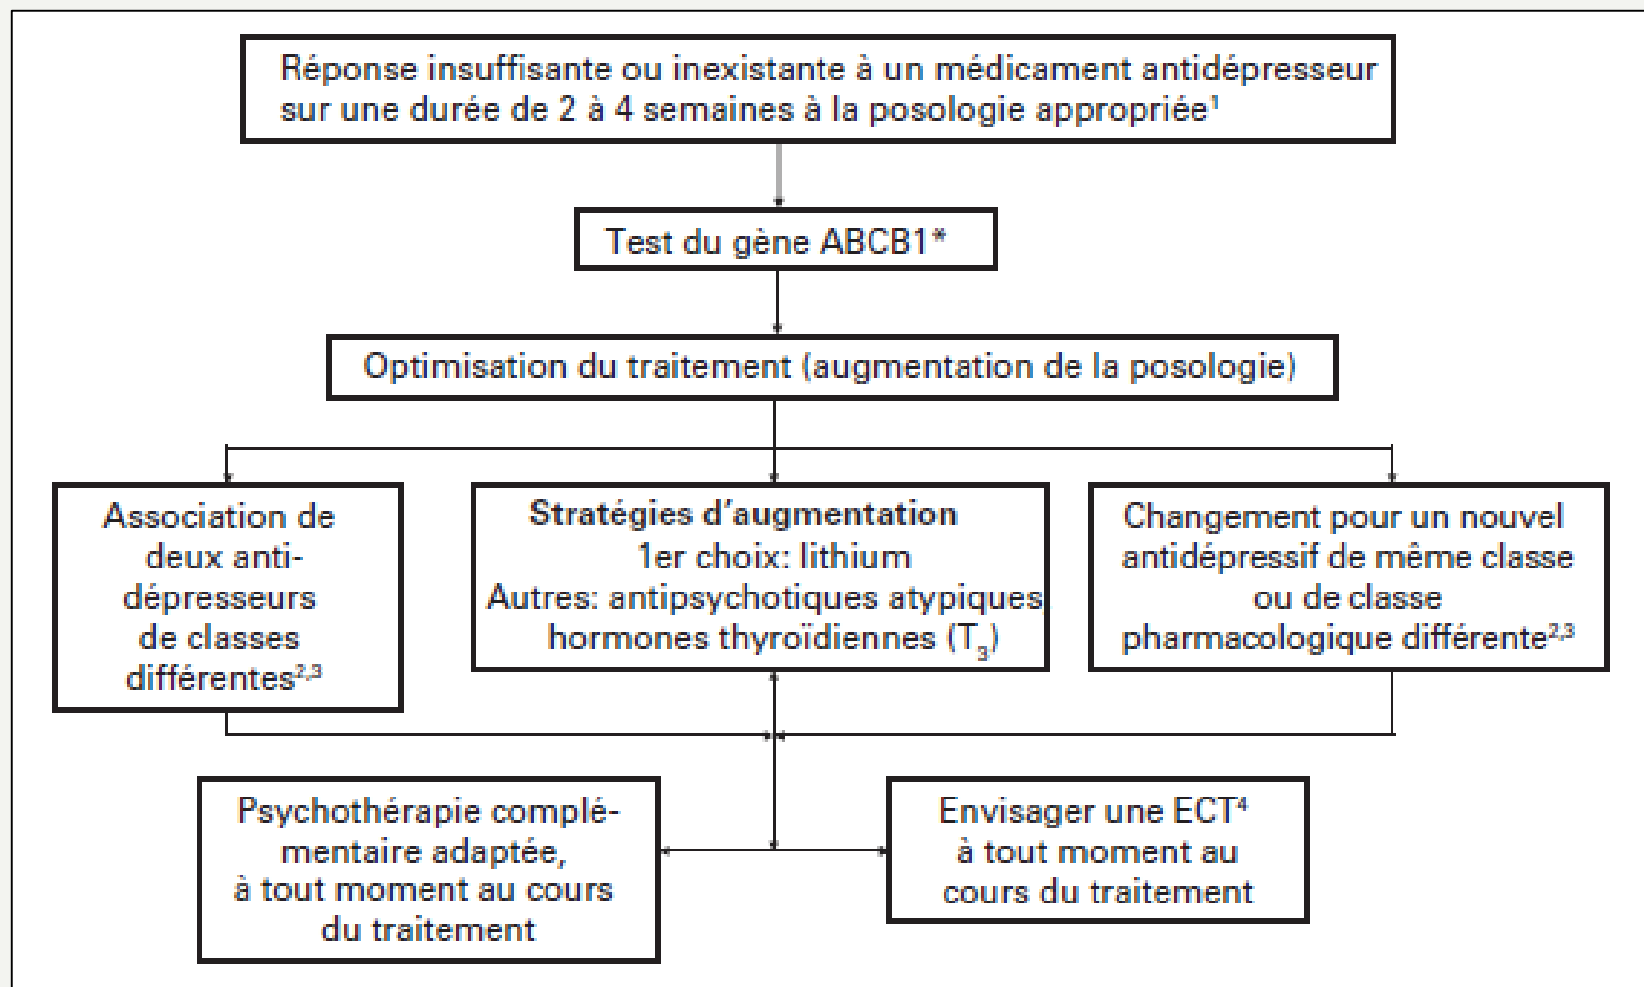 Réponse insuffisante ou inexistante à un médicament antidépresseur
sur une durée de 2 à 4 semaines à la posologie appropriée¹
Test du gène ABCB1*
Optimisation du traitement (augmentation de la posologie)
Association de
deux anti-
dépresseurs
de classes
différentes²,³
Stratégies d'augmentation
1er choix: lithium
Autres: antipsychotiques atypiques,
hormones thyroïdiennes (T₃)
Changement pour un nouvel
antidépressif de même classe
ou de classe
pharmacologique différente²,³
Psychothérapie complé-
mentaire adaptée,
à tout moment au cours
du traitement
Envisager une ECT⁴
à tout moment au
cours du traitement